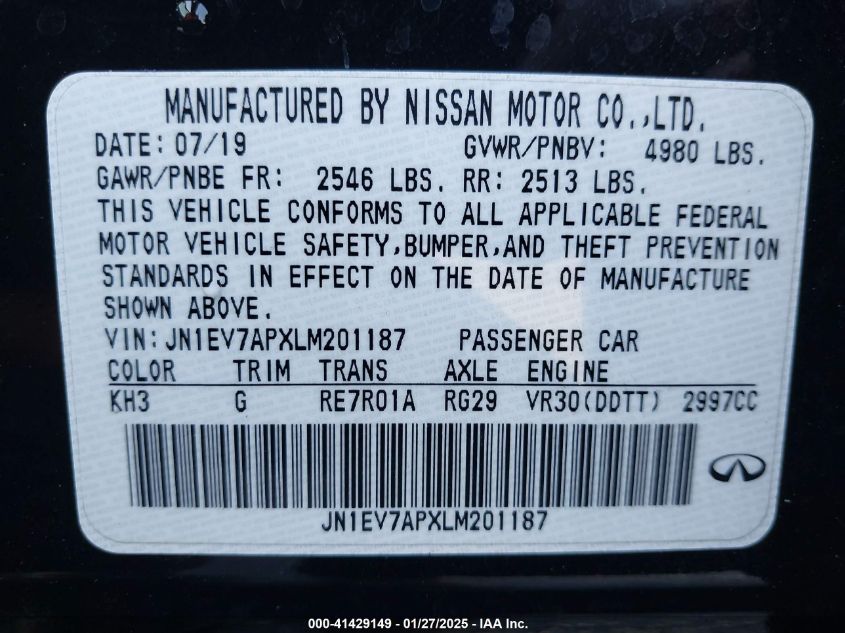 MANUFACTURED BY NISSAN MOTOR CO.,LTD.
DATE: 07/19 GVWR/PNBV: 4980 LBS.
GAWR/PNBE FR: 2546 LBS. RR: 2513 LBS.
THIS VEHICLE CONFORMS TO ALL APPLICABLE FEDERAL
MOTOR VEHICLE SAFETY,BUMPER,AND THEFT PREVENTION
STANDARDS IN EFFECT ON THE DATE OF MANUFACTURE
SHOWN ABOVE.
VIN: JN1EV7APXLM201187 PASSENGER CAR
COLOR TRIM TRANS AXLE ENGINE
KH3 G RE7R01A RG29 VR30(DDTT) 2997CC
JN1EV7APXLM201187
000-41429149 - 01/27/2025 - IAA Inc.